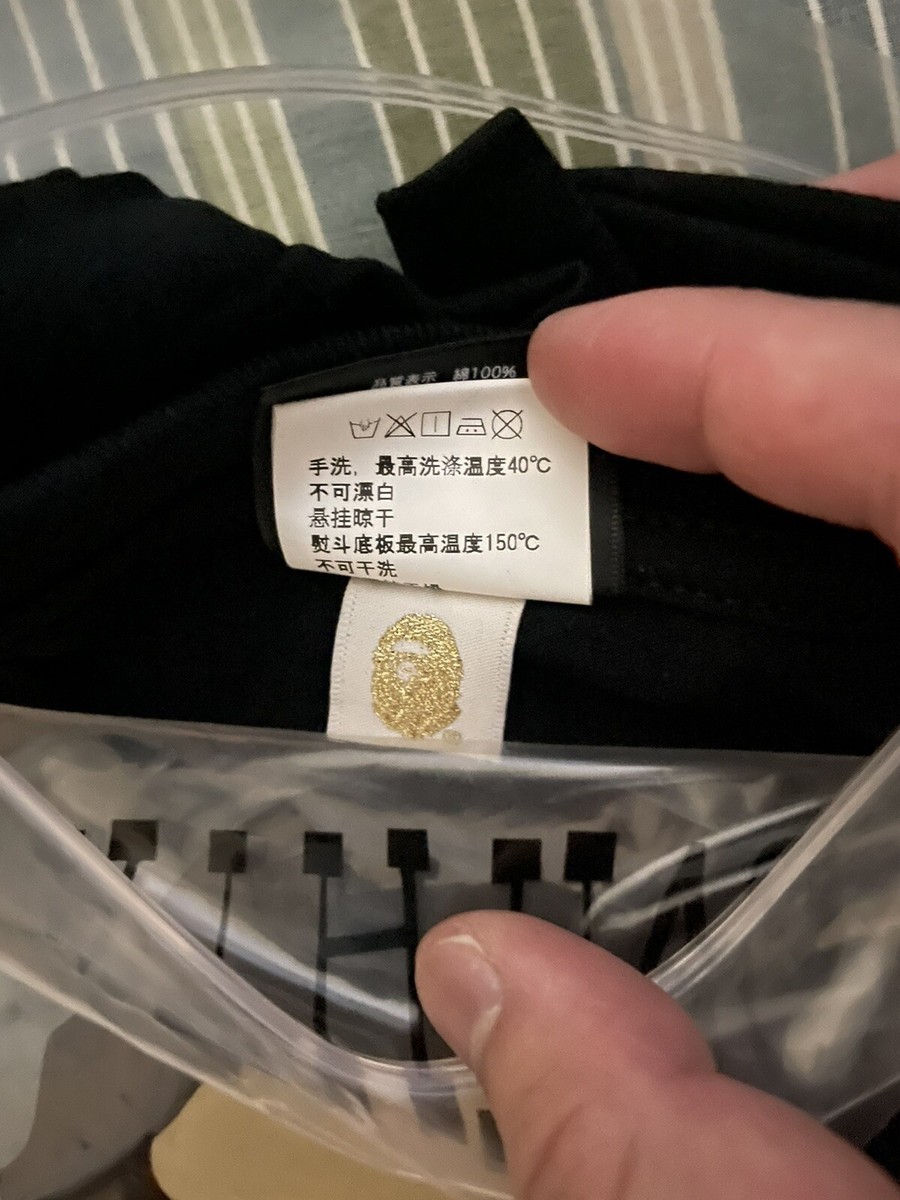 品質表示 綿100%
手洗，最高洗涤温度40℃
不可漂白
悬挂晾干
熨斗底板最高温度150℃
不可干洗